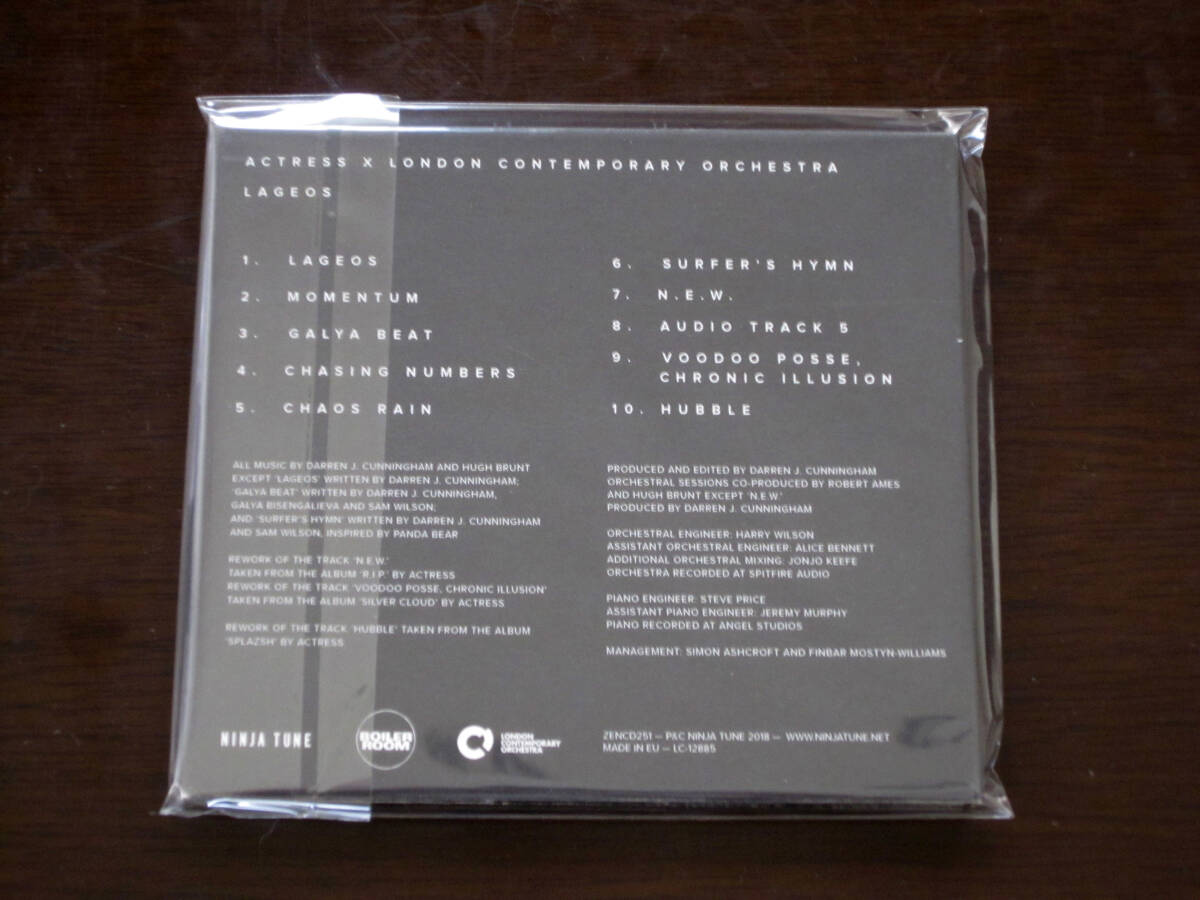 ACTRESS X LONDON CONTEMPORARY ORCHESTRA
LAGEOS
1. LAGEOS
2. MOMENTUM
3. GALYA BEAT
4. CHASING NUMBERS
5. CHAOS RAIN
6. SURFER'S HYMN
7. N.E.W.
8. AUDIO TRACK 5
9. VOODOO POSSE,
CHRONIC ILLUSION
10. HUBBLE
ALL MUSIC BY DARREN J. CUNNINGHAM AND HUGH BRUNT
EXCEPT 'LAGEOS' WRITTEN BY DARREN J. CUNNINGHAM;
'GALYA BEAT' WRITTEN BY DARREN J. CUNNINGHAM,
GALYA BISENGALIEVA AND SAM WILSON;
AND 'SURFER'S HYMN' WRITTEN BY DARREN J. CUNNINGHAM
AND SAM WILSON, INSPIRED BY PANDA BEAR
REWORK OF THE TRACK 'N.E.W.'
TAKEN FROM THE ALBUM 'R.I.P.' BY ACTRESS
REWORK OF THE TRACK 'VOODOO POSSE, CHRONIC ILLUSION'
TAKEN FROM THE ALBUM 'SILVER CLOUD' BY ACTRESS
REWORK OF THE TRACK 'HUBBLE' TAKEN FROM THE ALBUM
'SPLAZSH' BY ACTRESS
PRODUCED AND EDITED BY DARREN J. CUNNINGHAM
ORCHESTRAL SESSIONS CO-PRODUCED BY ROBERT AMES
AND HUGH BRUNT EXCEPT 'N.E.W.'
PRODUCED BY DARREN J. CUNNINGHAM
ORCHESTRAL ENGINEER: HARRY WILSON
ASSISTANT ORCHESTRAL ENGINEER: ALICE BENNETT
ADDITIONAL ORCHESTRAL MIXING: JONJO KEEFE
ORCHESTRA RECORDED AT SPITFIRE AUDIO
PIANO ENGINEER: STEVE PRICE
ASSISTANT PIANO ENGINEER: JEREMY MURPHY
PIANO RECORDED AT ANGEL STUDIOS
MANAGEMENT: SIMON ASHCROFT AND FINBAR MOSTYN-WILLIAMS
NINJA TUNE
BOILER
ROOM
LONDON
CONTEMPORARY
ORCHESTRA
ZENCD251 — P&C NINJA TUNE 2018 — WWW.NINJATUNE.NET
MADE IN EU — LC-12885